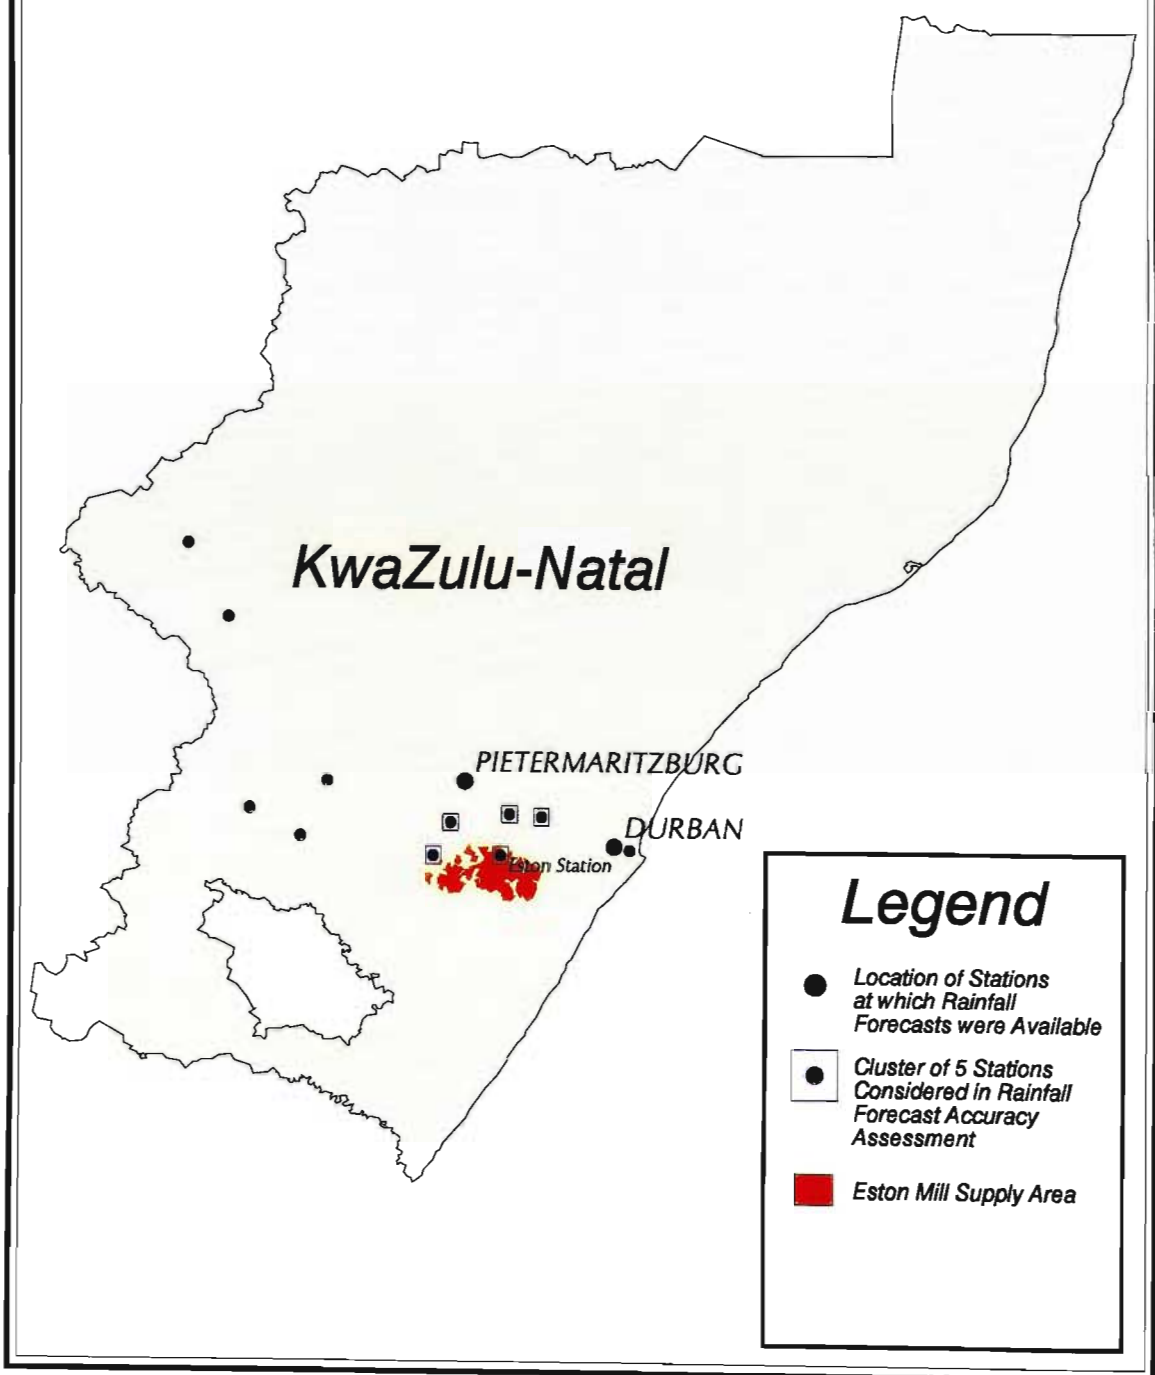 KwaZulu-Natal
PIETERMARITZBURG
DURBAN
Eston Station
Legend
Location of Stations
at which Rainfall
Forecasts were Available
Cluster of 5 Stations
Considered in Rainfall
Forecast Accuracy
Assessment
Eston Mill Supply Area